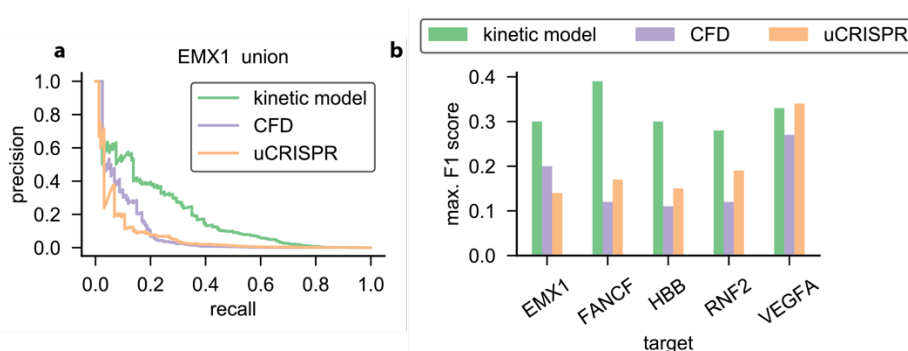 a
EMX1 union
kinetic model
CFD
uCRISPR
precision
1.0
0.8
0.6
0.4
0.2
0.0
0.0 0.2 0.4 0.6 0.8 1.0
recall
b
kinetic model CFD uCRISPR
max. F1 score
0.4
0.3
0.2
0.1
0.0
EMX1 FANCF HBB RNF2 VEGFA
target